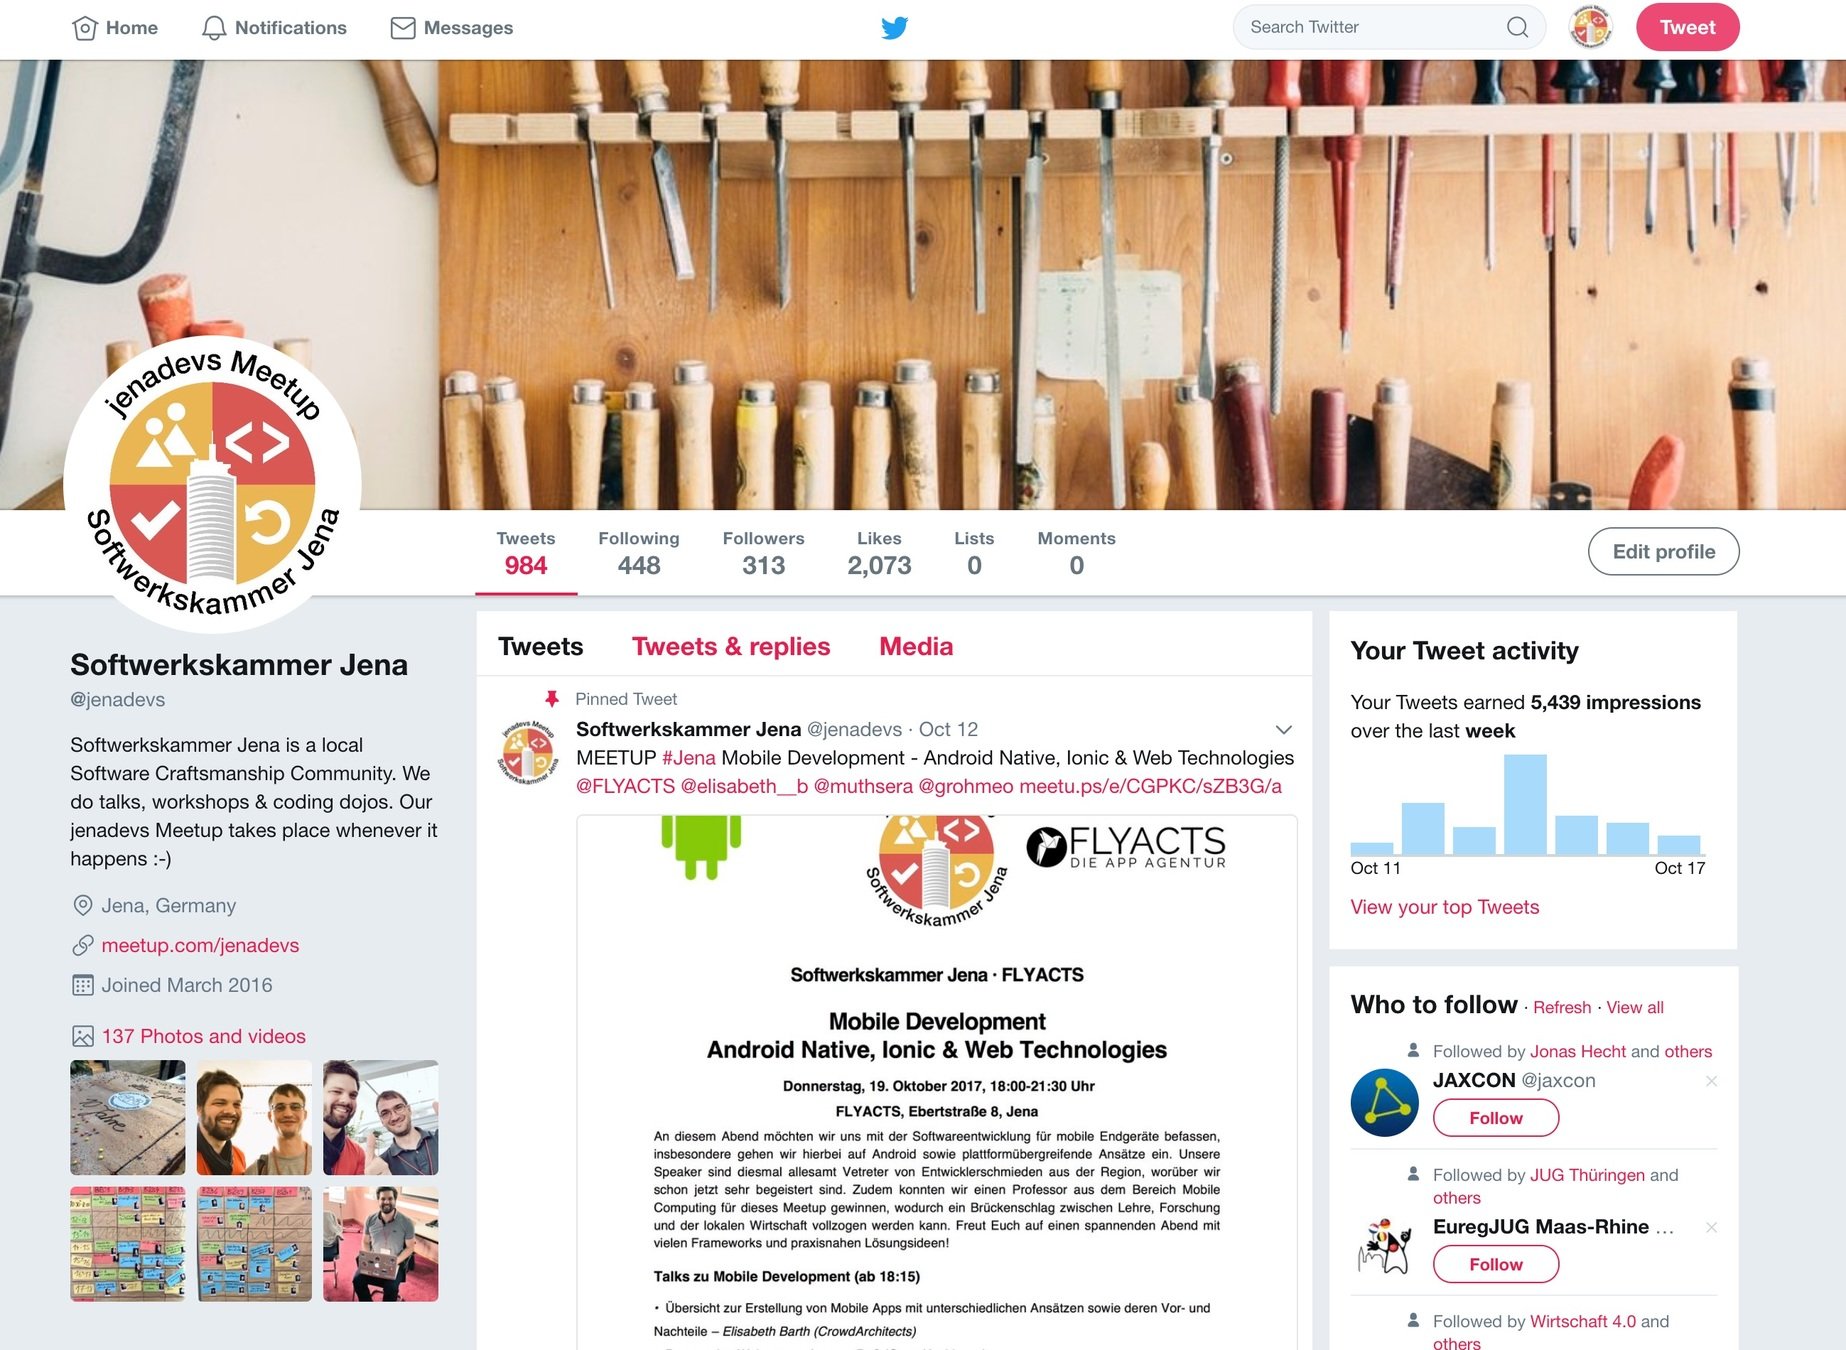 Home
Notifications
Messages
Search Twitter
Tweet
jenadevs Meetup
Softwerkskammer Jena
Tweets
984
Following
448
Followers
313
Likes
2,073
Lists
0
Moments
0
Edit profile
Softwerkskammer Jena
@jenadevs
Softwerkskammer Jena is a local
Software Craftsmanship Community. We
do talks, workshops & coding dojos. Our
jenadevs Meetup takes place whenever it
happens :-)
Jena, Germany
meetup.com/jenadevs
Joined March 2016
137 Photos and videos
Tweets
Tweets & replies
Media
Pinned Tweet
jenadevs Meetup
Softwerkskammer Jena
Softwerkskammer Jena @jenadevs · Oct 12
MEETUP #Jena Mobile Development - Android Native, Ionic & Web Technologies
@FLYACTS @elisabeth__b @muthsera @grohmeo meetu.ps/e/CGPKC/sZB3G/a
Softwerkskammer Jena
FLYACTS
DIE APP AGENTUR
Softwerkskammer Jena · FLYACTS
Mobile Development
Android Native, Ionic & Web Technologies
Donnerstag, 19. Oktober 2017, 18:00-21:30 Uhr
FLYACTS, Ebertstraße 8, Jena
An diesem Abend möchten wir uns mit der Softwareentwicklung für mobile Endgeräte befassen,
insbesondere gehen wir hierbei auf Android sowie plattformübergreifende Ansätze ein. Unsere
Speaker sind diesmal allesamt Vetreter von Entwicklerschmieden aus der Region, worüber wir
schon jetzt sehr begeistert sind. Zudem konnten wir einen Professor aus dem Bereich Mobile
Computing für dieses Meetup gewinnen, wodurch ein Brückenschlag zwischen Lehre, Forschung
und der lokalen Wirtschaft vollzogen werden kann. Freut Euch auf einen spannenden Abend mit
vielen Frameworks und praxisnahen Lösungsideen!
Talks zu Mobile Development (ab 18:15)
• Übersicht zur Erstellung von Mobile Apps mit unterschiedlichen Ansätzen sowie deren Vor- und
Nachteile – Elisabeth Barth (CrowdArchitects)
Your Tweet activity
Your Tweets earned 5,439 impressions
over the last week
Oct 11
Oct 17
View your top Tweets
Who to follow · Refresh · View all
Followed by Jonas Hecht and others
JAXCON @jaxcon
Follow
Followed by JUG Thüringen and
others
EuregJUG Maas-Rhine ...
Follow
Followed by Wirtschaft 4.0 and
others